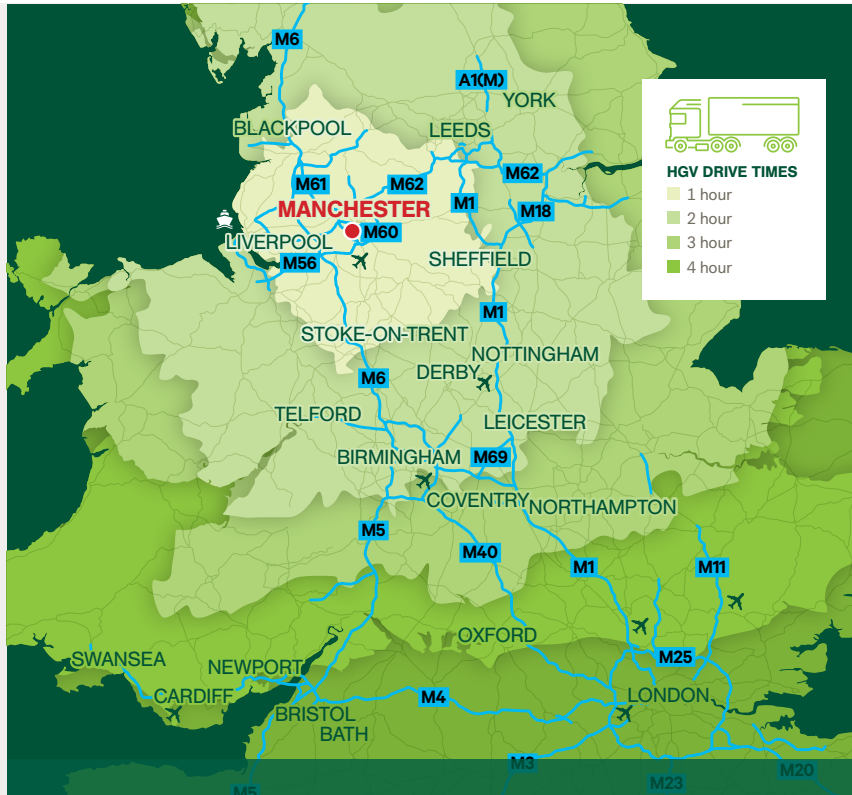 M6
A1(M)
YORK
BLACKPOOL
LEEDS
M61
M62
M62
MANCHESTER
M1
M18
M60
LIVERPOOL
M56
SHEFFIELD
M1
STOKE-ON-TRENT
NOTTINGHAM
M6
DERBY
TELFORD
LEICESTER
BIRMINGHAM
M69
COVENTRY
NORTHAMPTON
M5
M40
M1
M11
OXFORD
SWANSEA
NEWPORT
M25
CARDIFF
M4
LONDON
BRISTOL
BATH
M3
M20
M23
M5
HGV DRIVE TIMES
1 hour
2 hour
3 hour
4 hour